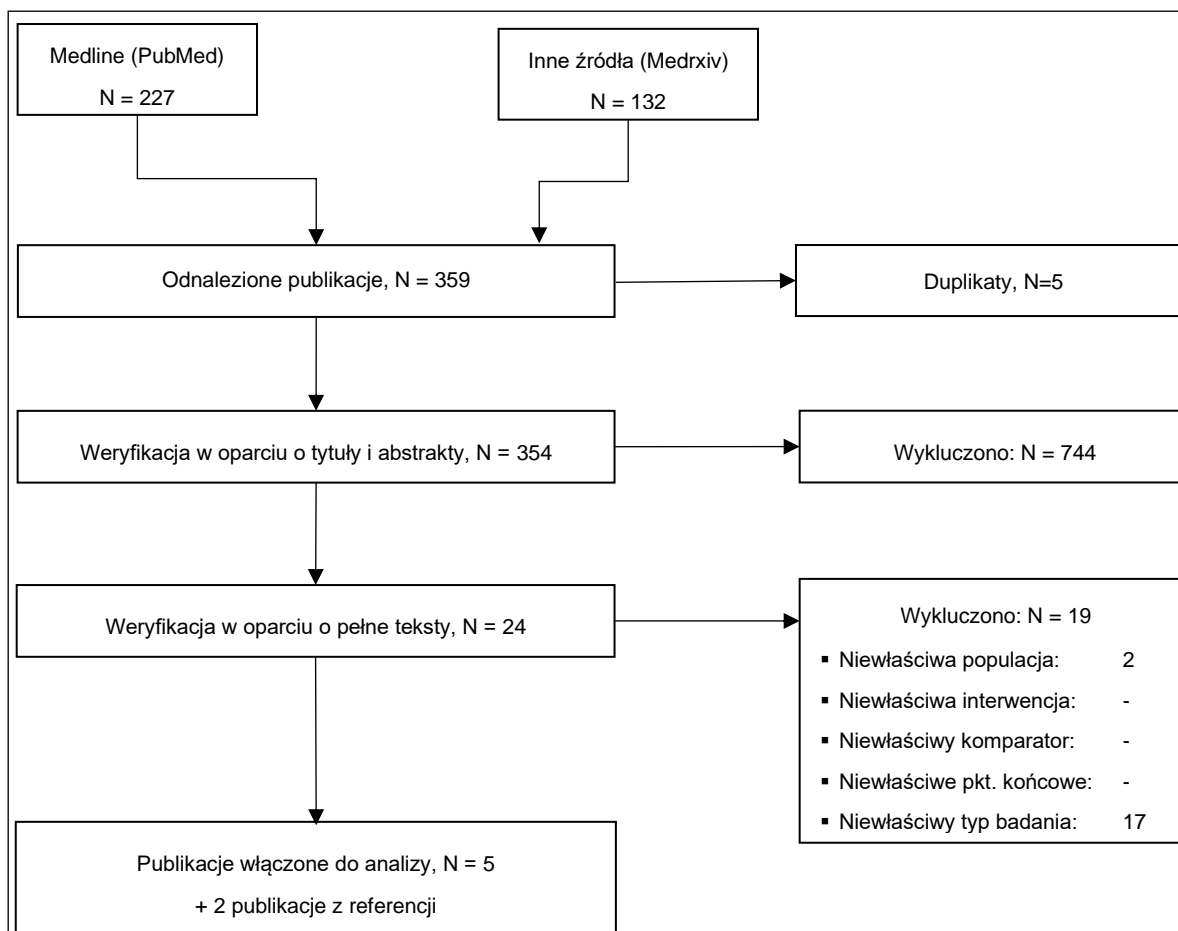 Medline (PubMed)
N = 227
Inne źródła (Medrxiv)
N = 132
Odnalezione publikacje, N = 359
Duplikaty, N=5
Weryfikacja w oparciu o tytuły i abstrakty, N = 354
Wykluczono: N = 744
Weryfikacja w oparciu o pełne teksty, N = 24
Wykluczono: N = 19
▪ Niewłaściwa populacja: 2
▪ Niewłaściwa interwencja: -
▪ Niewłaściwy komparator: -
▪ Niewłaściwe pkt. końcowe: -
▪ Niewłaściwy typ badania: 17
Publikacje włączone do analizy, N = 5
+ 2 publikacje z referencji